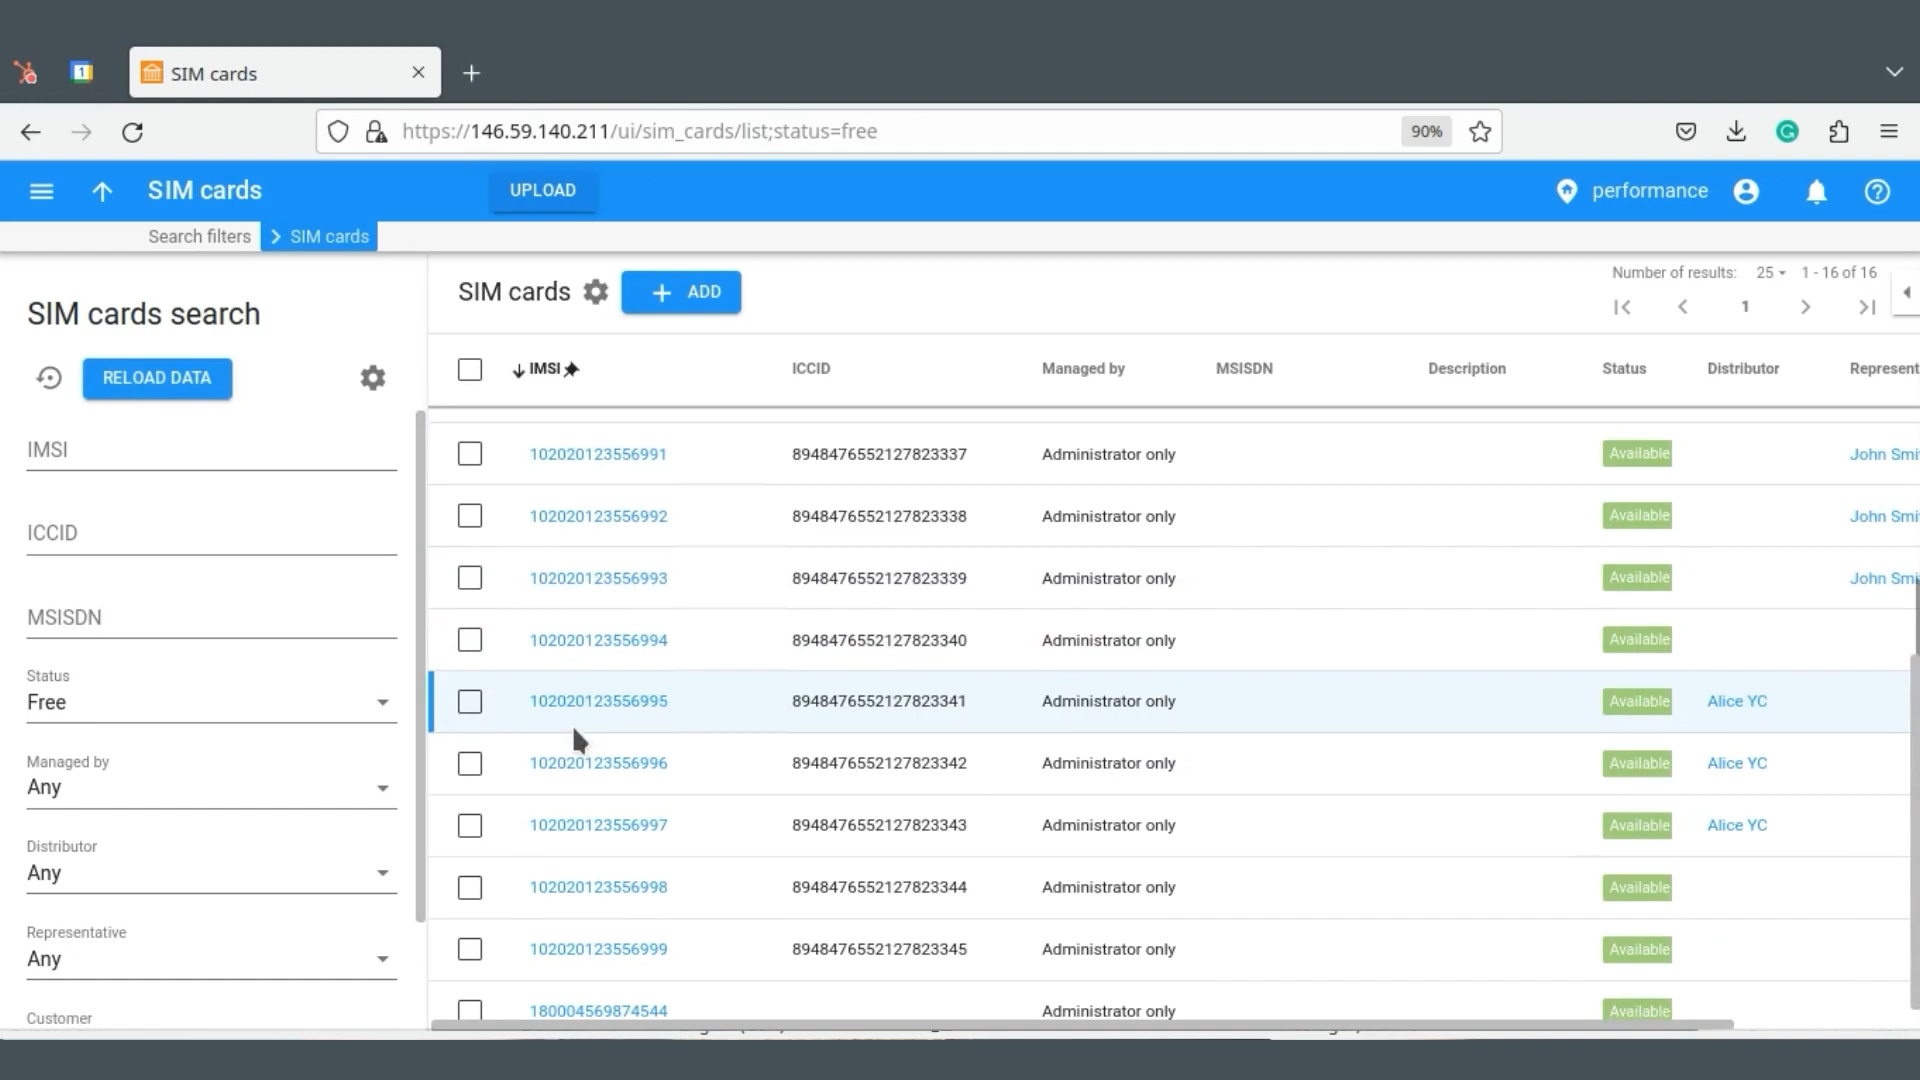 1
SIM cards
https://146.59.140.211/ui/sim_cards/list;status=free
90%
SIM cards
UPLOAD
performance
Search filters
SIM cards
SIM cards search
RELOAD DATA
IMSI
ICCID
MSISDN
Status
Free
Managed by
Any
Distributor
Any
Representative
Any
Customer
SIM cards
ADD
Number of results: 25 1 - 16 of 16
1
IMSI ICCID Managed by MSISDN Description Status Distributor Represent
102020123556991 8948476552127823337 Administrator only Available John Smi
102020123556992 8948476552127823338 Administrator only Available John Smi
102020123556993 8948476552127823339 Administrator only Available John Smi
102020123556994 8948476552127823340 Administrator only Available
102020123556995 8948476552127823341 Administrator only Available Alice YC
102020123556996 8948476552127823342 Administrator only Available Alice YC
102020123556997 8948476552127823343 Administrator only Available Alice YC
102020123556998 8948476552127823344 Administrator only Available
102020123556999 8948476552127823345 Administrator only Available
180004569874544 Administrator only Available